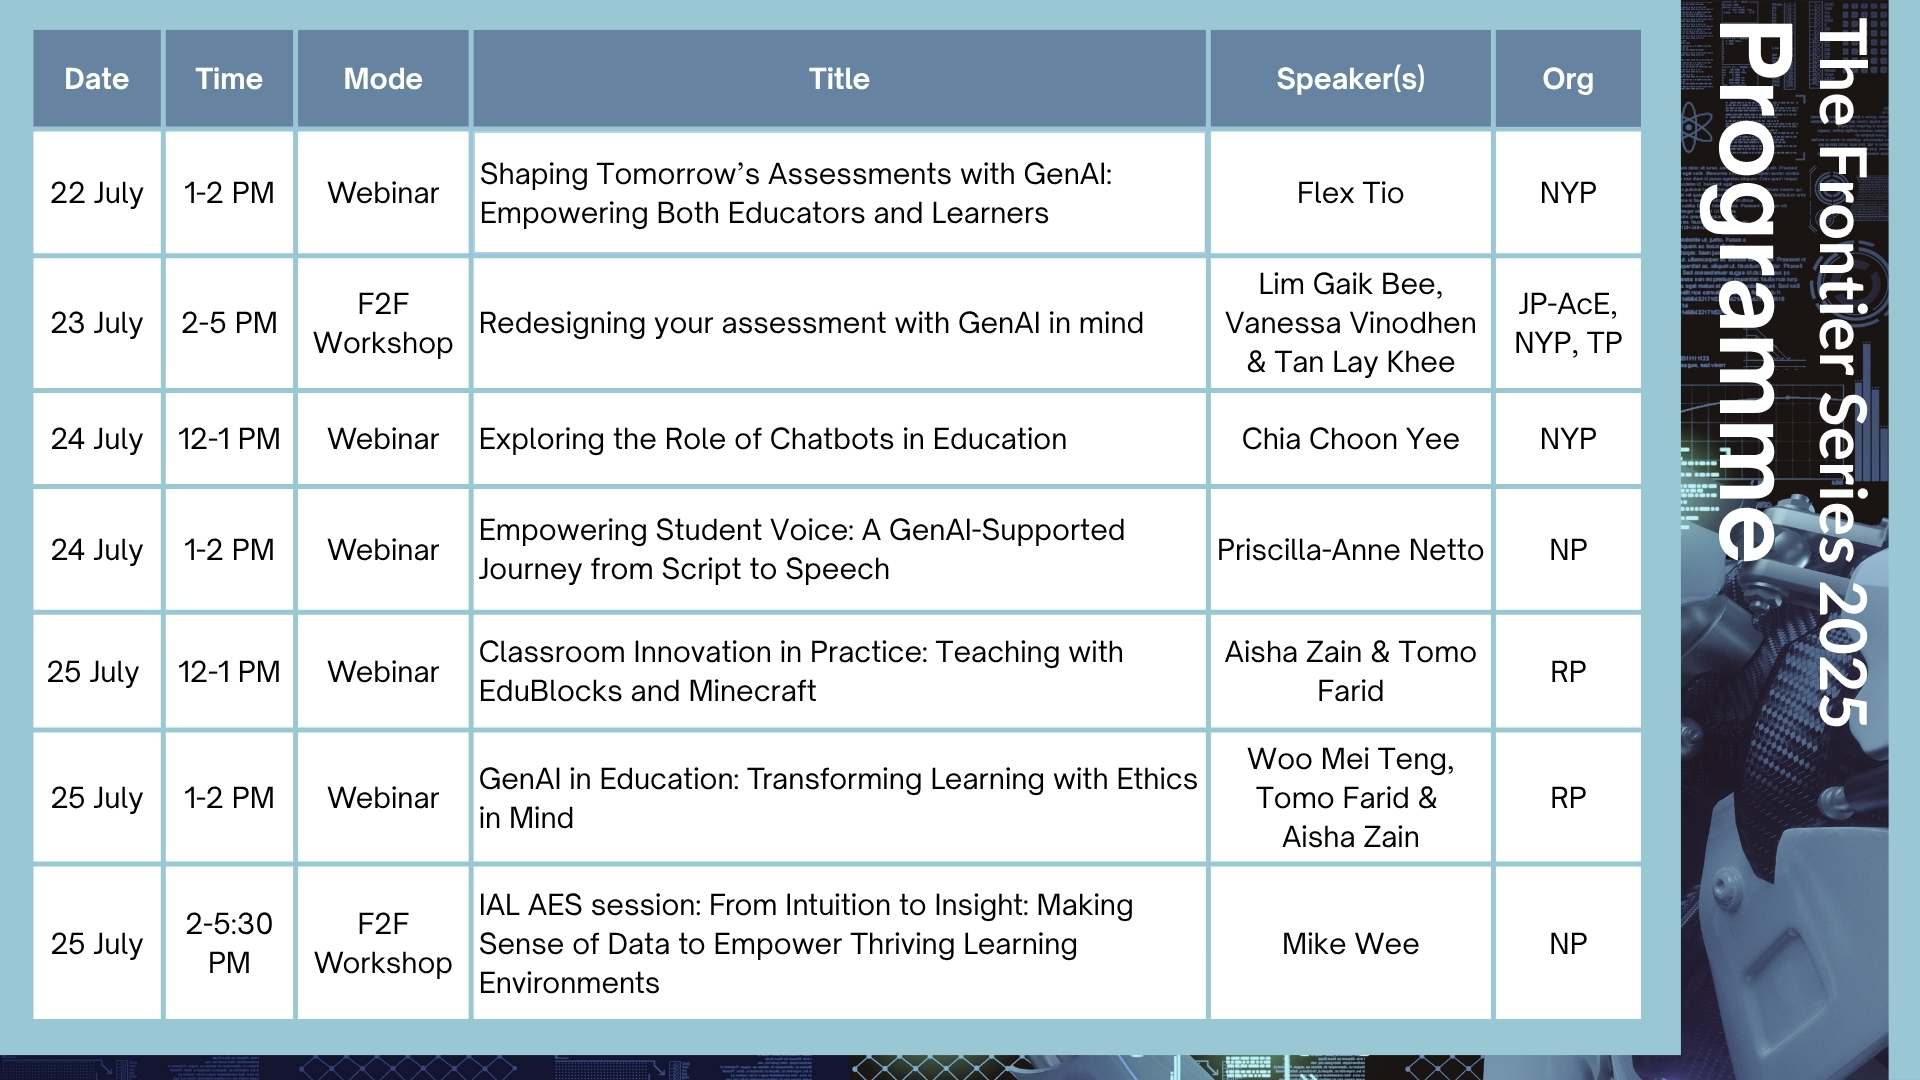 Date Time Mode Title Speaker(s) Org
22 July 1-2 PM Webinar Shaping Tomorrow’s Assessments with GenAI:
Empowering Both Educators and Learners Flex Tio NYP
23 July 2-5 PM F2F
Workshop Redesigning your assessment with GenAI in mind Lim Gaik Bee,
Vanessa Vinodhen
& Tan Lay Khee JP-AcE,
NYP, TP
24 July 12-1 PM Webinar Exploring the Role of Chatbots in Education Chia Choon Yee NYP
24 July 1-2 PM Webinar Empowering Student Voice: A GenAI-Supported
Journey from Script to Speech Priscilla-Anne Netto NP
25 July 12-1 PM Webinar Classroom Innovation in Practice: Teaching with
EduBlocks and Minecraft Aisha Zain & Tomo
Farid RP
25 July 1-2 PM Webinar GenAI in Education: Transforming Learning with Ethics
in Mind Woo Mei Teng,
Tomo Farid &
Aisha Zain RP
25 July 2-5:30
PM F2F
Workshop IAL AES session: From Intuition to Insight: Making
Sense of Data to Empower Thriving Learning
Environments Mike Wee NP
The Frontier Series 2025
Programme